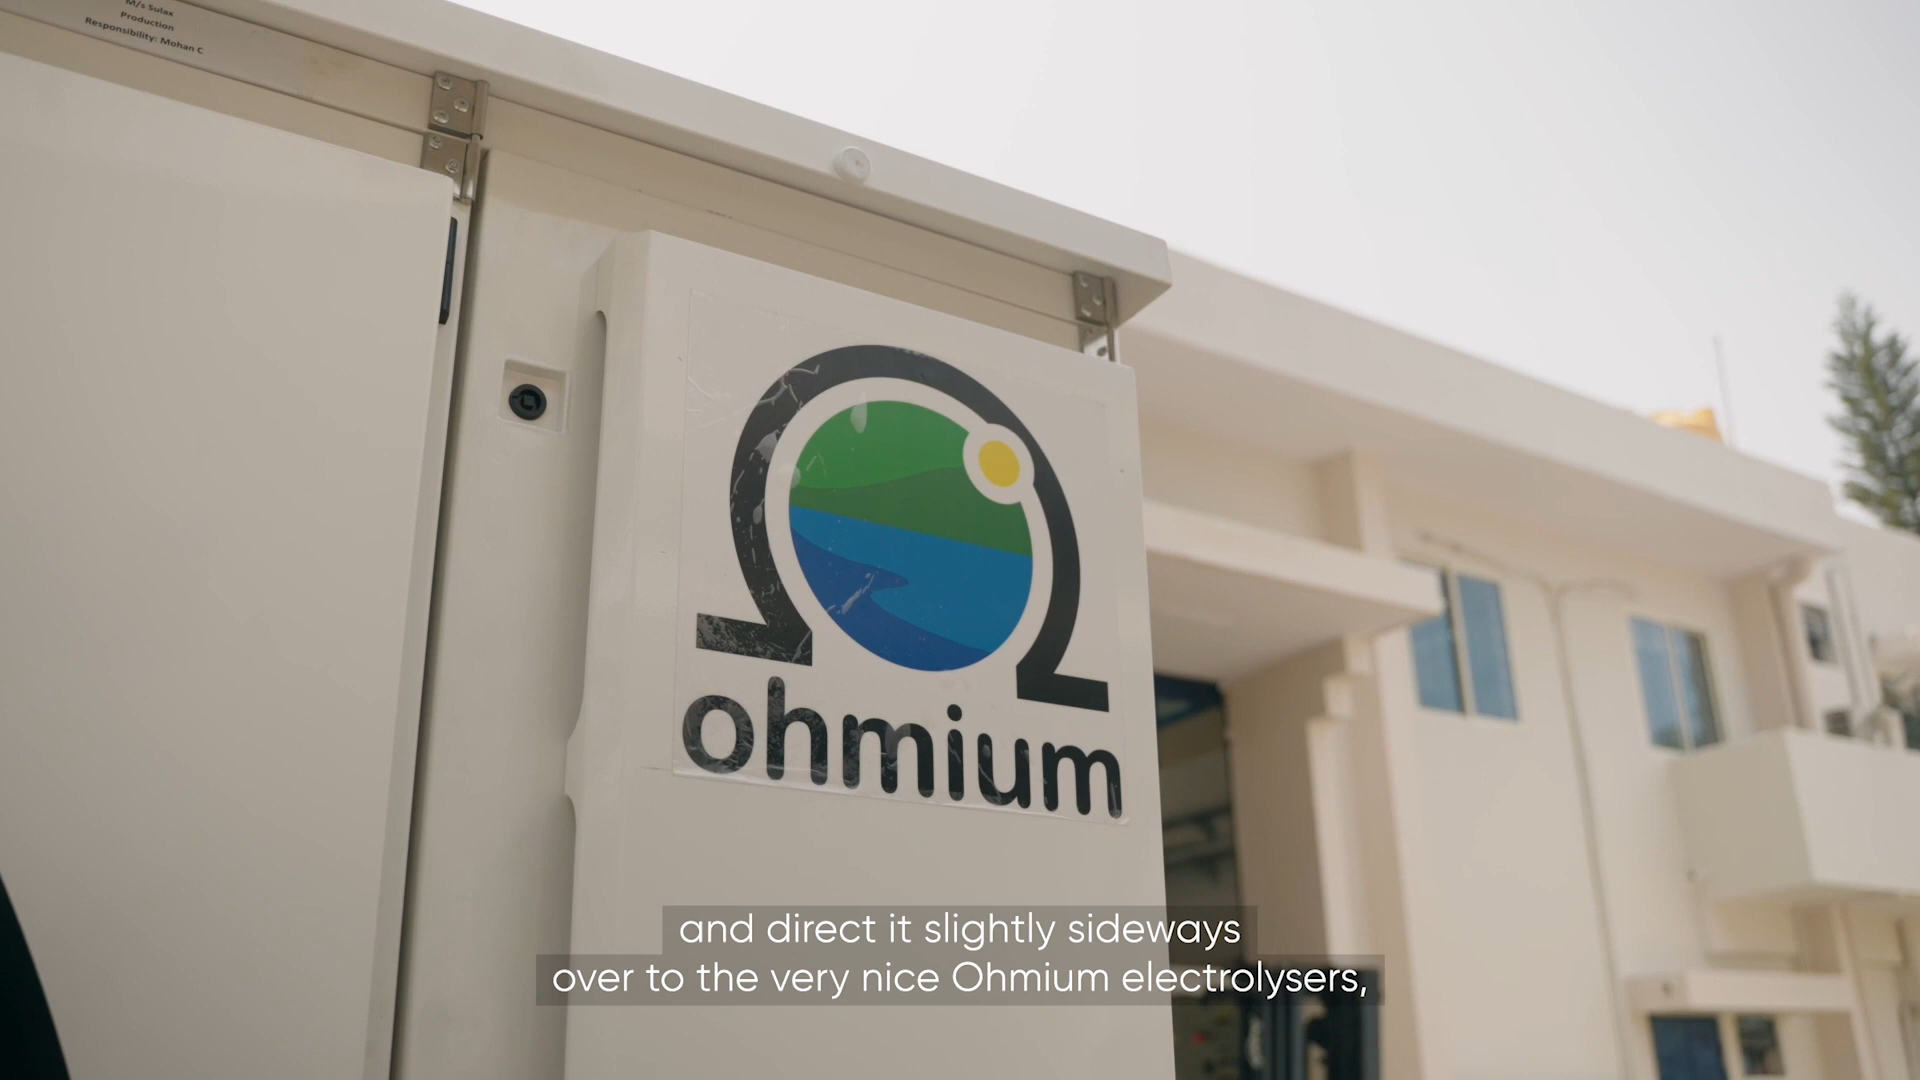 M/s Sulax
Production
Responsibility: Mohan C
ohmium
and direct it slightly sideways
over to the very nice Ohmium electrolysers,